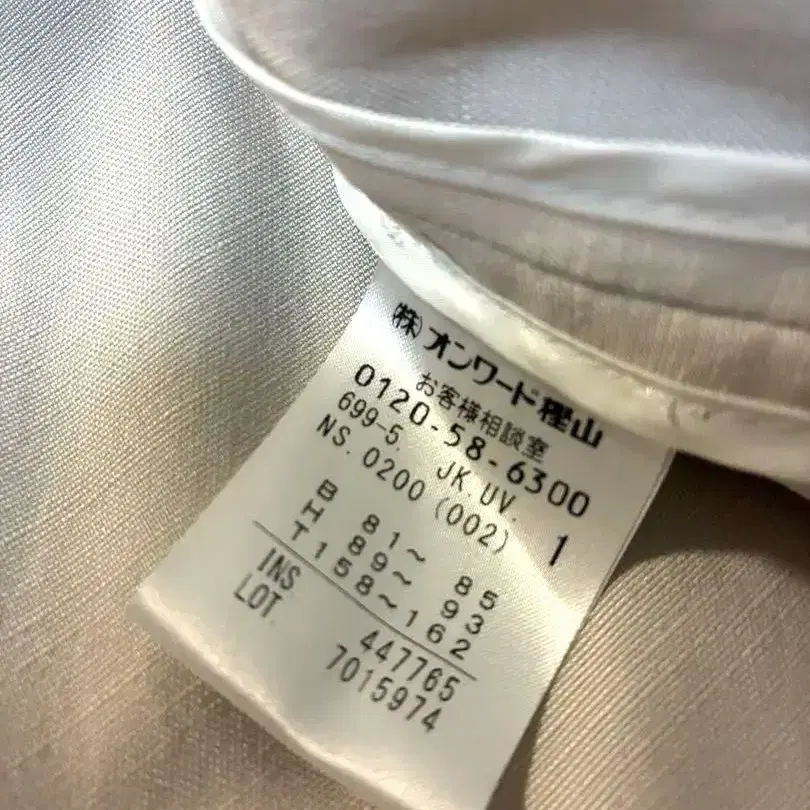 (株)オンワード樫山
お客様相談室
0120-58-6300
699-5. JK.UV.
NS.0200(002) 1
B 81〜 85
H 89〜 93
T158〜162
INS 447765
LOT. 7015974